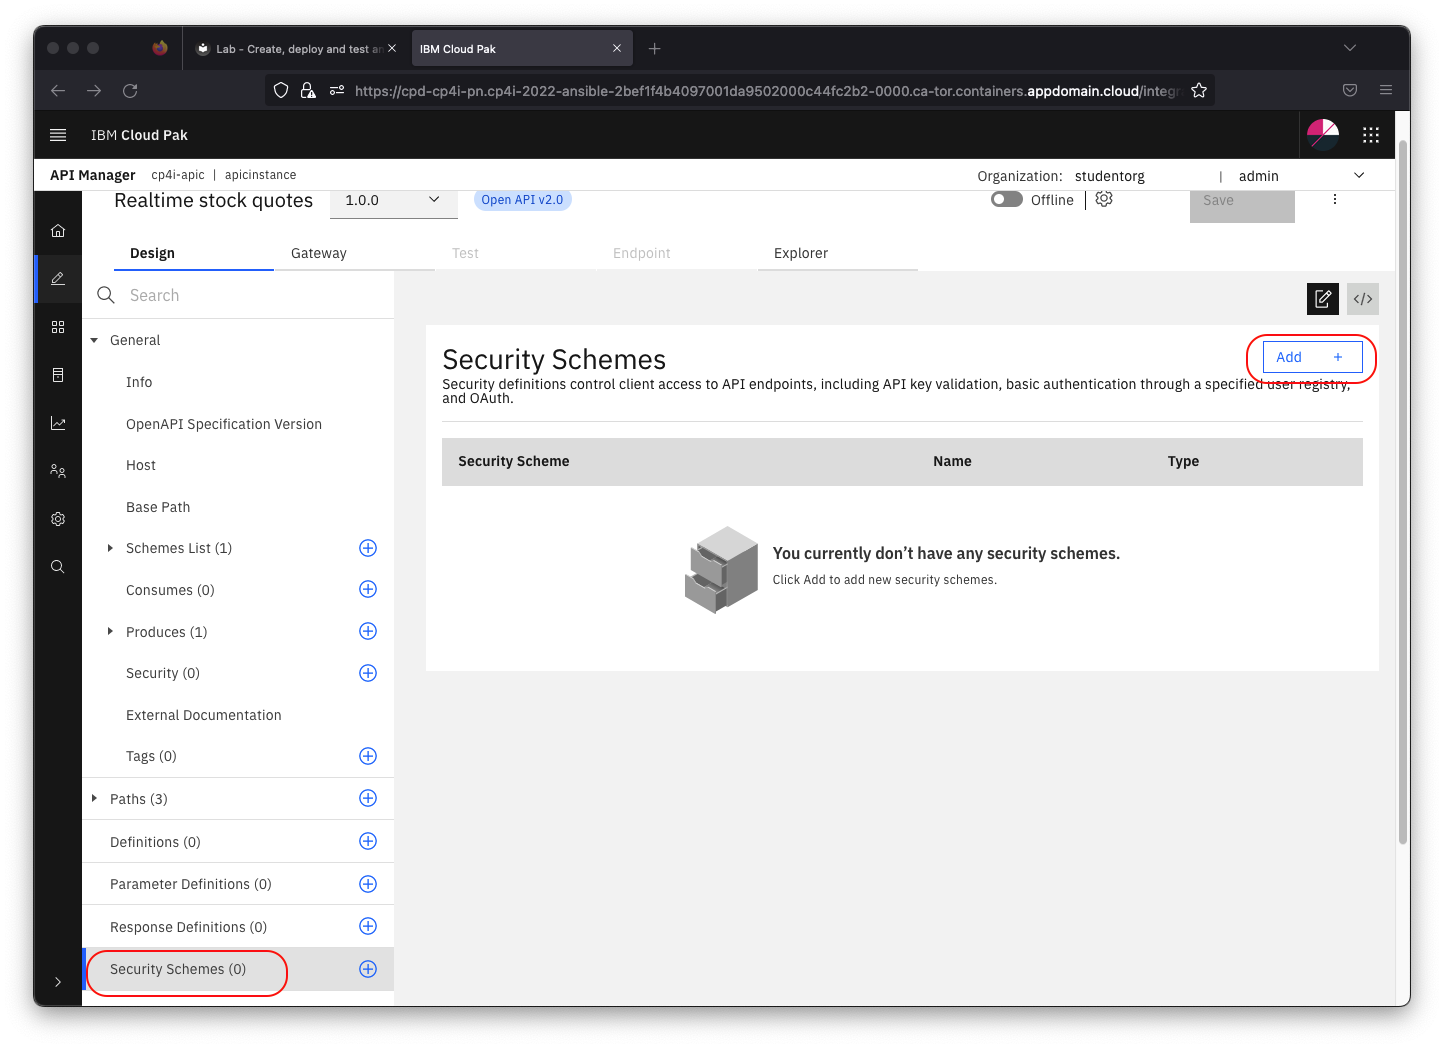 Lab - Create, deploy and test an
IBM Cloud Pak
https://cpd-cp4i-pn.cp4i-2022-ansible-2bef1f4b4097001da9502000c44fc2b2-0000.ca-tor.containers.appdomain.cloud/integr
IBM Cloud Pak
API Manager cp4i-apic | apicinstance
Organization: studentorg | admin
Realtime stock quotes 1.0.0 Open API v2.0 Offline Save
Design Gateway Test Endpoint Explorer
Search
General
Info
OpenAPI Specification Version
Host
Base Path
Schemes List (1)
Consumes (0)
Produces (1)
Security (0)
External Documentation
Tags (0)
Paths (3)
Definitions (0)
Parameter Definitions (0)
Response Definitions (0)
Security Schemes (0)
</>
Security Schemes
Add +
Security definitions control client access to API endpoints, including API key validation, basic authentication through a specified user registry,
and OAuth.
Security Scheme Name Type
You currently don't have any security schemes.
Click Add to add new security schemes.